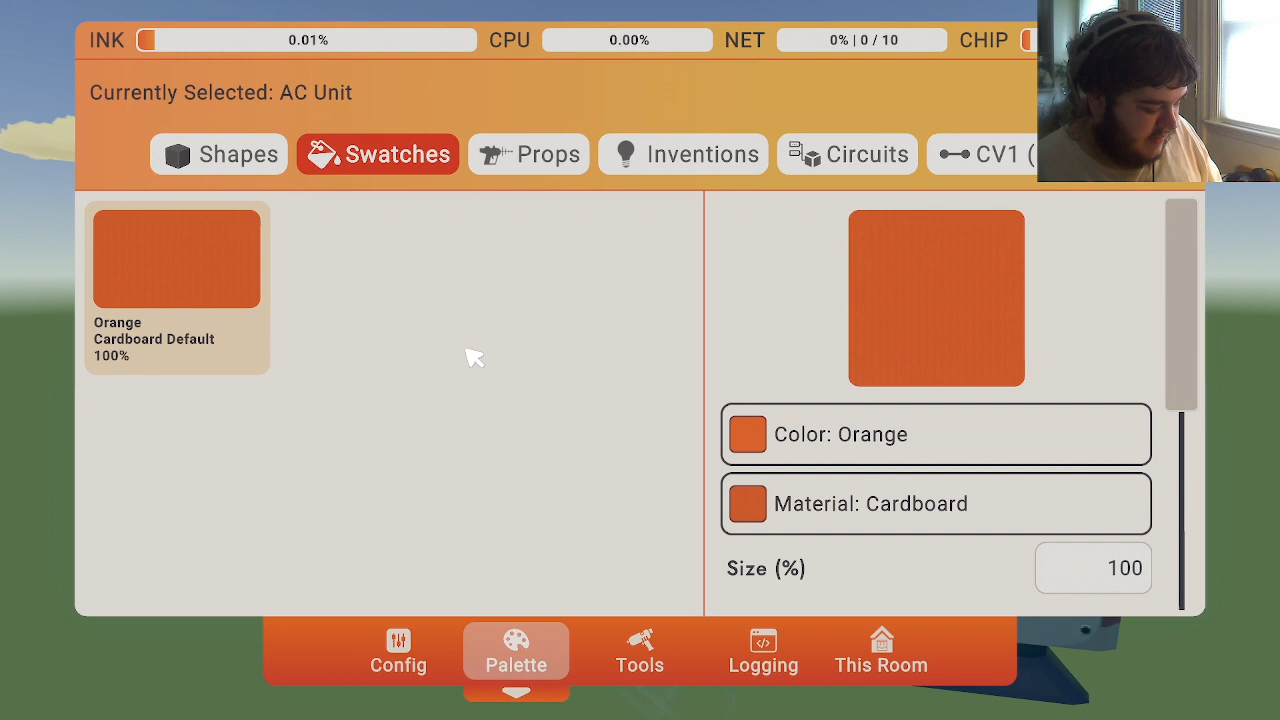 INK 0.01% CPU 0.00% NET 0% | 0 / 10 CHIP
Currently Selected: AC Unit
Shapes Swatches Props Inventions Circuits CV1 (
Orange
Cardboard Default
100%
Color: Orange
Material: Cardboard
Size (%) 100
Config Palette Tools Logging This Room